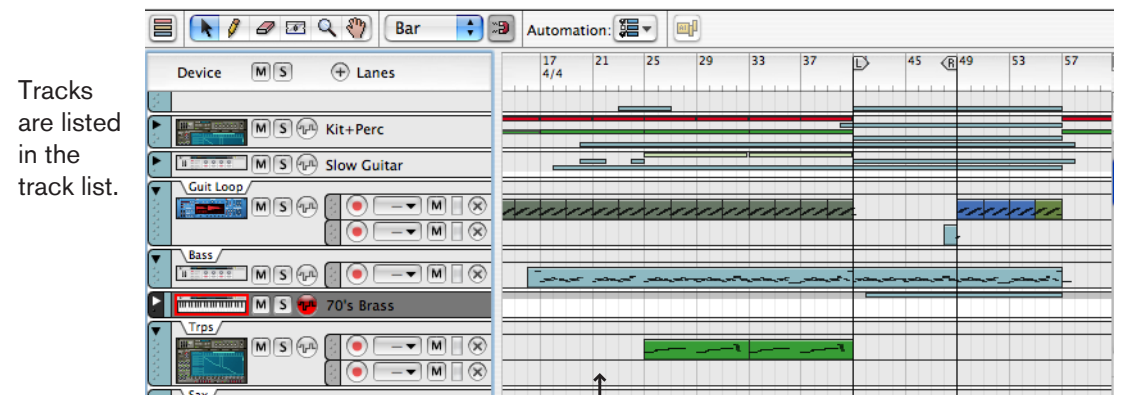 Bar
Automation:
Tracks
are listed
in the
track list.
Device M S + Lanes
17 21 25 29 33 37 L 45 R 49 53 57
4/4
M S Kit+Perc
M S Slow Guitar
Guit Loop
M S — M
— M
Bass
M S — M
M S 70's Brass
Trps
M S — M
— M
Sax